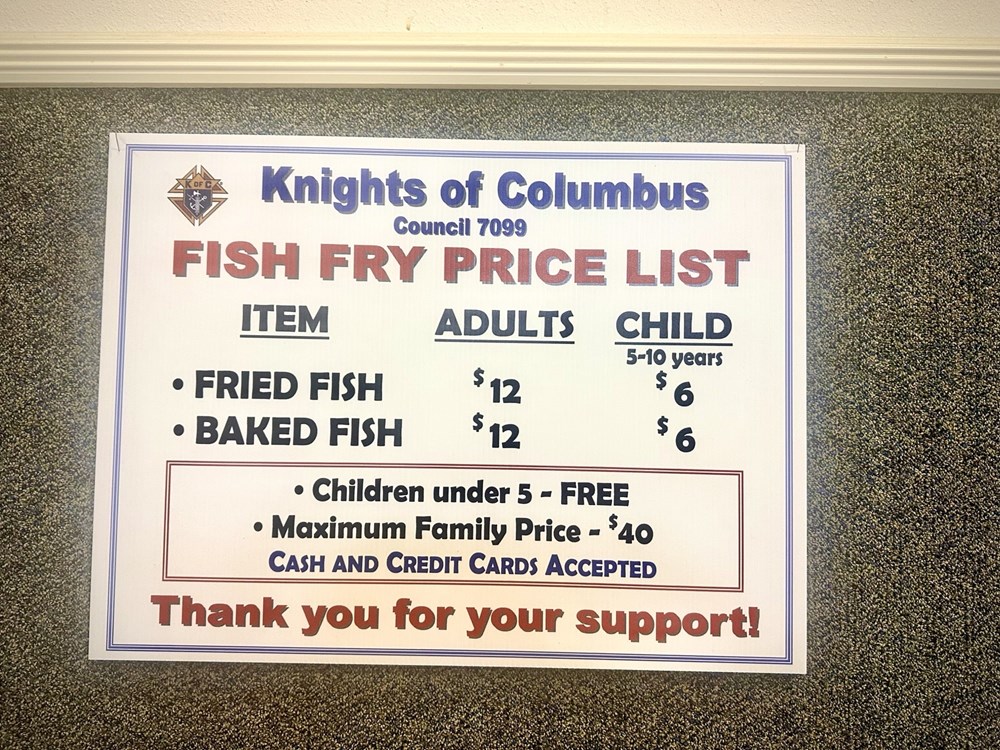 K OF C
Knights of Columbus
Council 7099
FISH FRY PRICE LIST
ITEM ADULTS CHILD
5-10 years
• FRIED FISH $12 $6
• BAKED FISH $12 $6
• Children under 5 - FREE
• Maximum Family Price - $40
CASH AND CREDIT CARDS ACCEPTED
Thank you for your support!